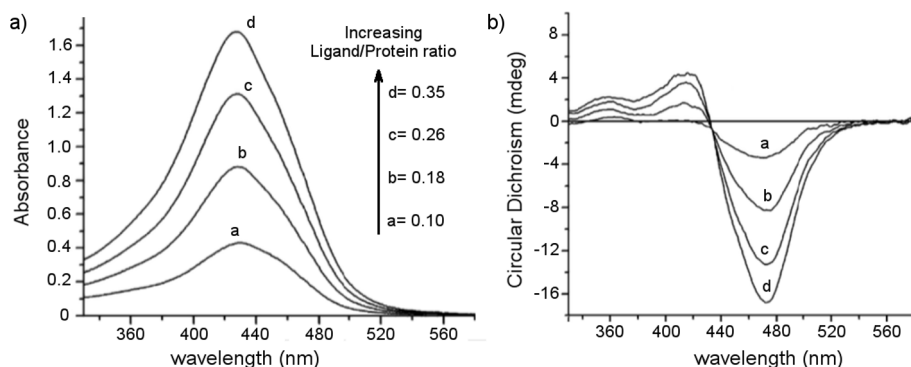 a)
d
c
b
a
Increasing
Ligand/Protein ratio
d= 0.35
c= 0.26
b= 0.18
a= 0.10
1.6
1.4
1.2
1.0
0.8
0.6
0.4
0.2
0
360 400 440 480 520 560
Absorbance
wavelength (nm)
b)
8
4
0
-4
-8
-12
-16
a
b
c
d
360 400 440 480 520 560
Circular Dichroism (mdeg)
wavelength (nm)